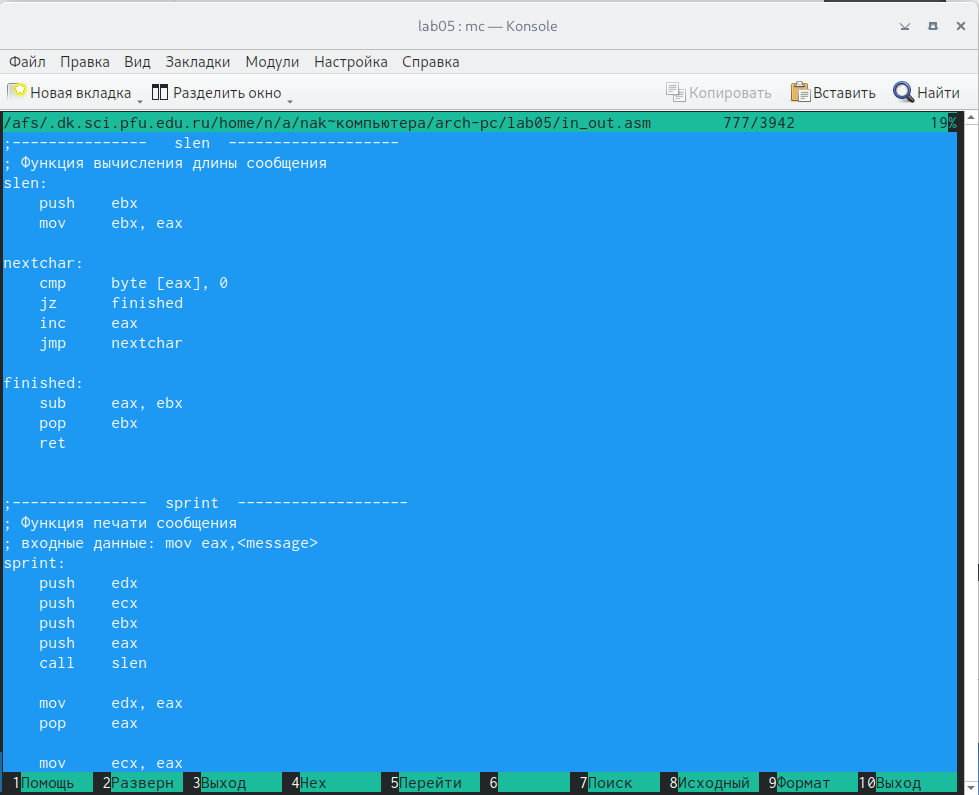 lab05 : mc — Konsole
Файл Правка Вид Закладки Модули Настройка Справка
Новая вкладка Разделить окно Копировать Вставить Найти
/afs/.dk.sci.pfu.edu.ru/home/n/a/nak~компьютера/arch-pc/lab05/in_out.asm 777/3942 19%
;--------------- slen -------------------
; Функция вычисления длины сообщения
slen:
push ebx
mov ebx, eax
nextchar:
cmp byte [eax], 0
jz finished
inc eax
jmp nextchar
finished:
sub eax, ebx
pop ebx
ret
;--------------- sprint -------------------
; Функция печати сообщения
; входные данные: mov eax,<message>
sprint:
push edx
push ecx
push ebx
push eax
call slen
mov edx, eax
pop eax
mov ecx, eax
1Помощь 2Разверн 3Выход 4Hex 5Перейти 6 7Поиск 8Исходный 9Формат 10Выход